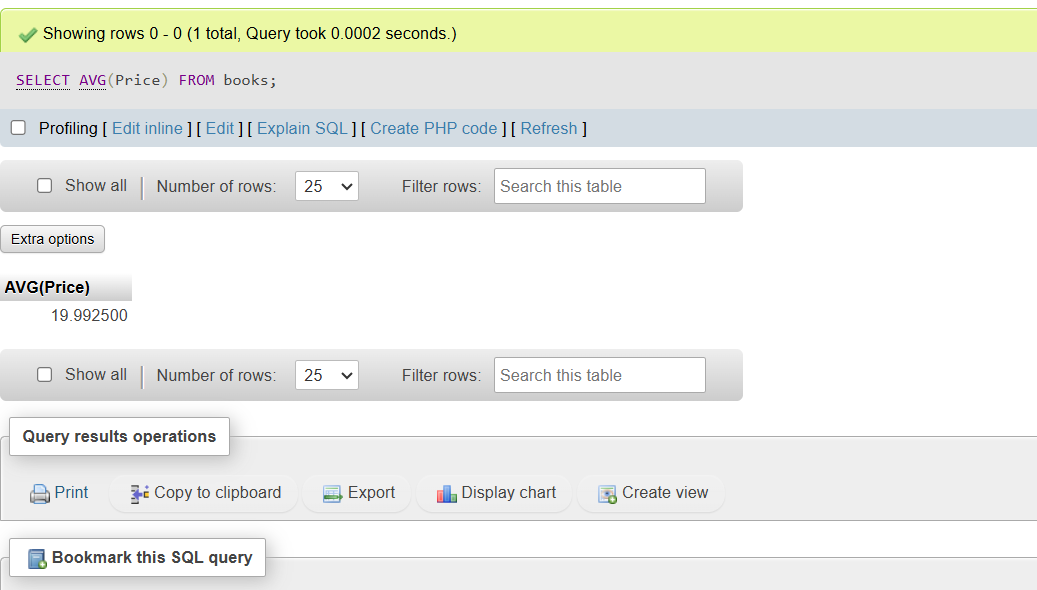 Showing rows 0 - 0 (1 total, Query took 0.0002 seconds.)
SELECT AVG(Price) FROM books;
Profiling [ Edit inline ] [ Edit ] [ Explain SQL ] [ Create PHP code ] [ Refresh ]
Show all | Number of rows: 25 Filter rows: Search this table
Extra options
AVG(Price)
19.992500
Show all | Number of rows: 25 Filter rows: Search this table
Query results operations
Print Copy to clipboard Export Display chart Create view
Bookmark this SQL query